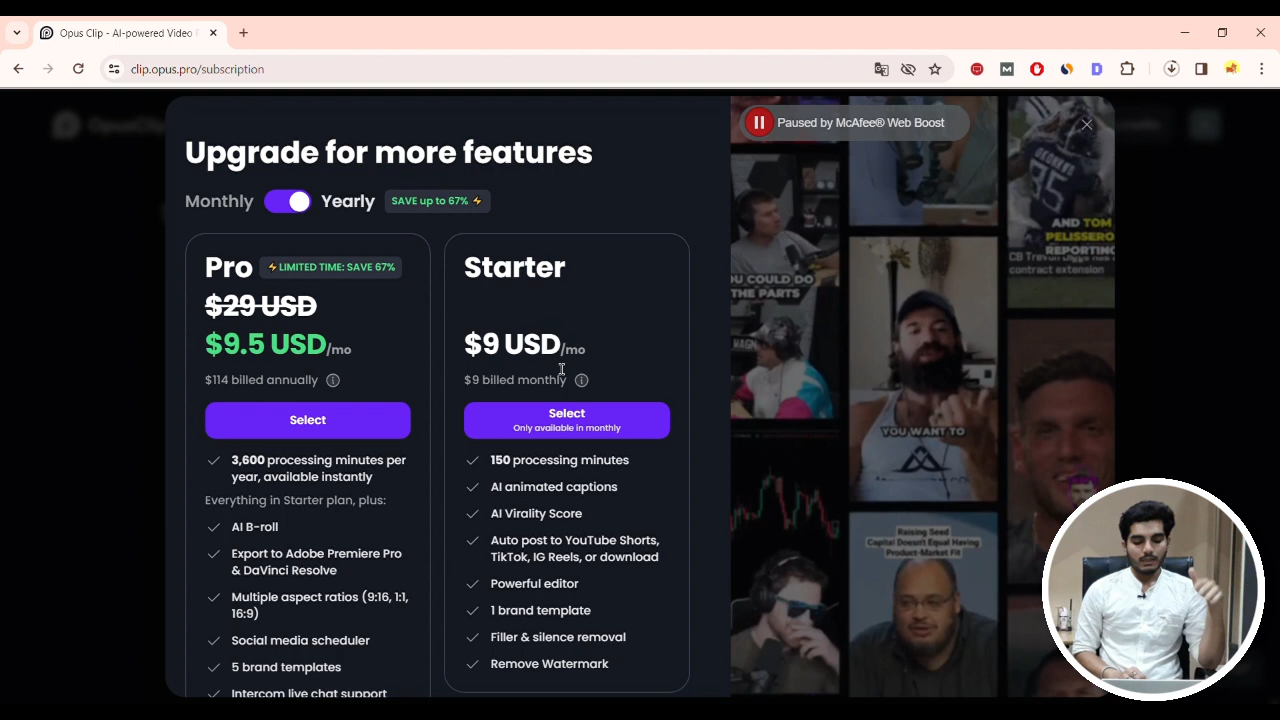 Opus Clip - AI-powered Video
clip.opus.pro/subscription
OpusCli
Paused by McAfee® Web Boost
Upgrade for more features
Monthly
Yearly
SAVE up to 67% ⚡
Pro
⚡LIMITED TIME: SAVE 67%
$29 USD
$9.5 USD/mo
$114 billed annually
Select
3,600 processing minutes per
year, available instantly
Everything in Starter plan, plus:
AI B-roll
Export to Adobe Premiere Pro
& DaVinci Resolve
Multiple aspect ratios (9:16, 1:1,
16:9)
Social media scheduler
5 brand templates
Intercom live chat support
Starter
$9 USD/mo
$9 billed monthly
Select
Only available in monthly
150 processing minutes
AI animated captions
AI Virality Score
Auto post to YouTube Shorts,
TikTok, IG Reels, or download
Powerful editor
1 brand template
Filler & silence removal
Remove Watermark
OU COULD DO
THE PARTS
YOU WANT TO
AND TOM
PELISSERO
REPORTING
CB Trevon Diggs
contract extension
Raising Seed
Capital Doesn't Equal Having
Product-Market Fit